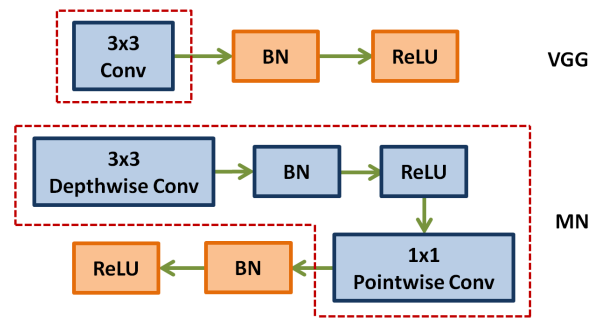 3x3
Conv
BN
ReLU
VGG
3x3
Depthwise Conv
BN
ReLU
MN
1x1
Pointwise Conv
BN
ReLU